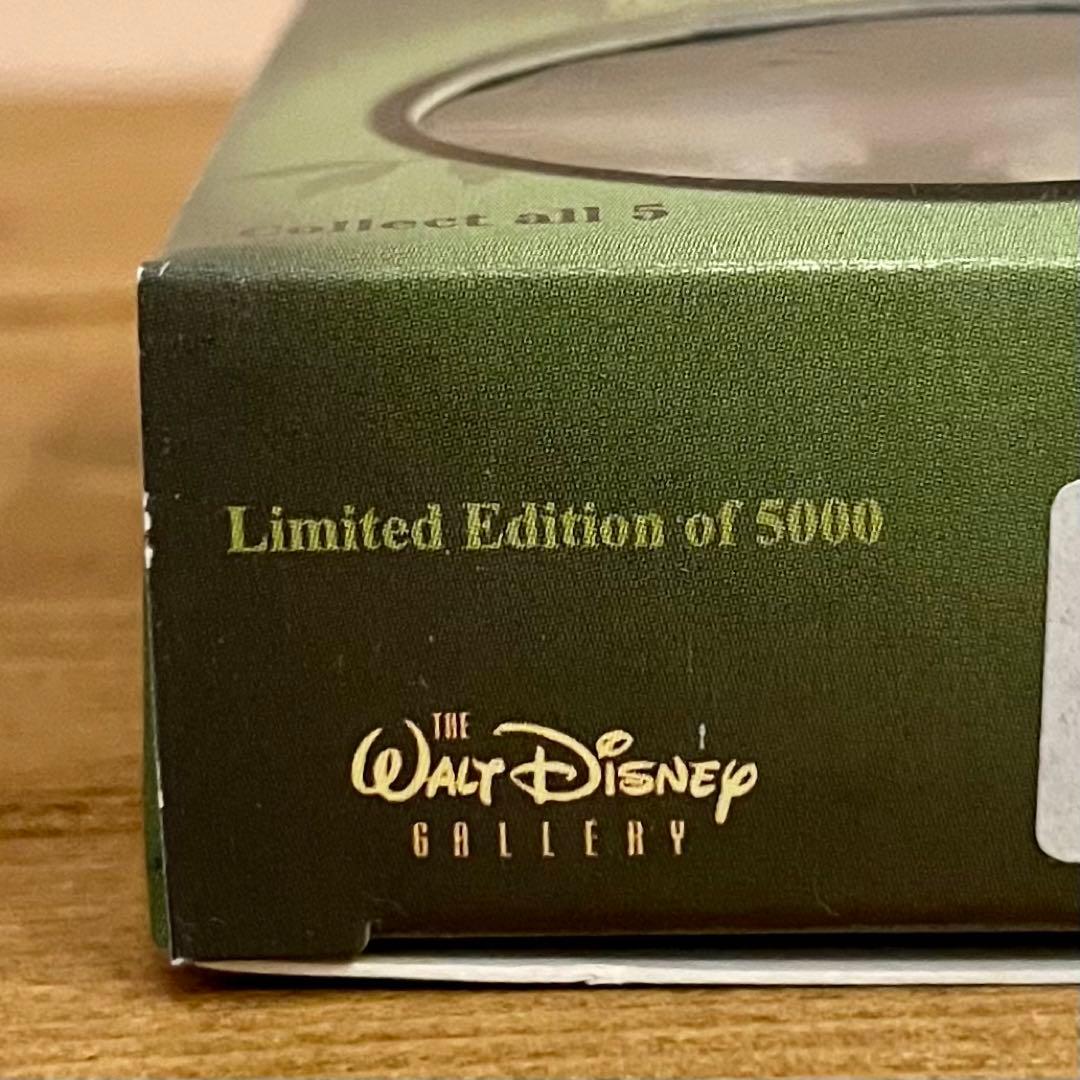 Collect all 5
Limited Edition of 5000
THE
WALT DISNEY
GALLERY